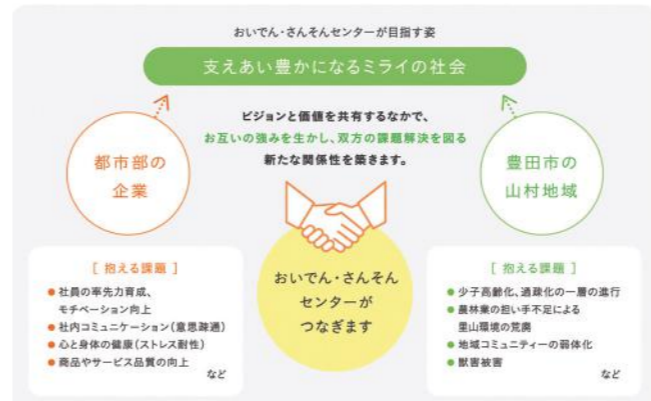 おいでん・さんそんセンターが目指す姿
支えあい豊かになるミライの社会
ビジョンと価値を共有するなかで、
お互いの強みを生かし、双方の課題解決を図る
新たな関係性を築きます。
都市部の
企業
豊田市の
山村地域
おいでん・さんそん
センターが
つなぎます
[ 抱える課題 ]
●社員の率先力育成、
モチベーション向上
●社内コミュニケーション(意思疎通)
●心と身体の健康(ストレス耐性)
●商品やサービス品質の向上
など
[ 抱える課題 ]
●少子高齢化、過疎化の一層の進行
●農林業の担い手不足による
里山環境の荒廃
●地域コミュニティーの弱体化
●獣害被害
など